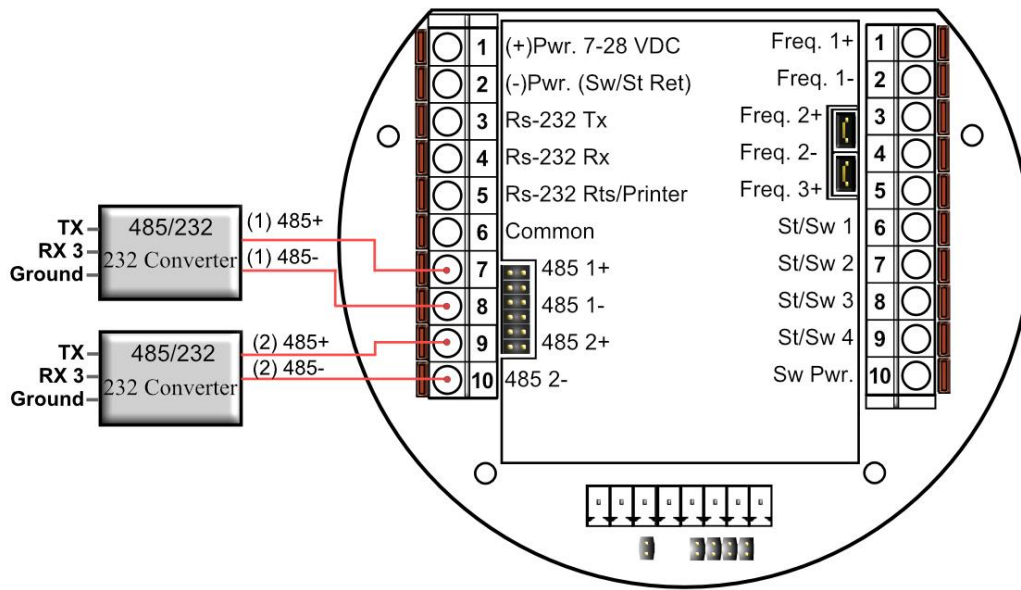 1 (+)Pwr. 7-28 VDC
2 (-)Pwr. (Sw/St Ret)
3 Rs-232 Tx
4 Rs-232 Rx
5 Rs-232 Rts/Printer
6 Common
7 485 1+
8 485 1-
9 485 2+
10 485 2-
Freq. 1+ 1
Freq. 1- 2
Freq. 2+ 3
Freq. 2- 4
Freq. 3+ 5
St/Sw 1 6
St/Sw 2 7
St/Sw 3 8
St/Sw 4 9
Sw Pwr. 10
TX
RX 3
Ground
485/232
232 Converter
(1) 485+
(1) 485-
TX
RX 3
Ground
485/232
232 Converter
(2) 485+
(2) 485-